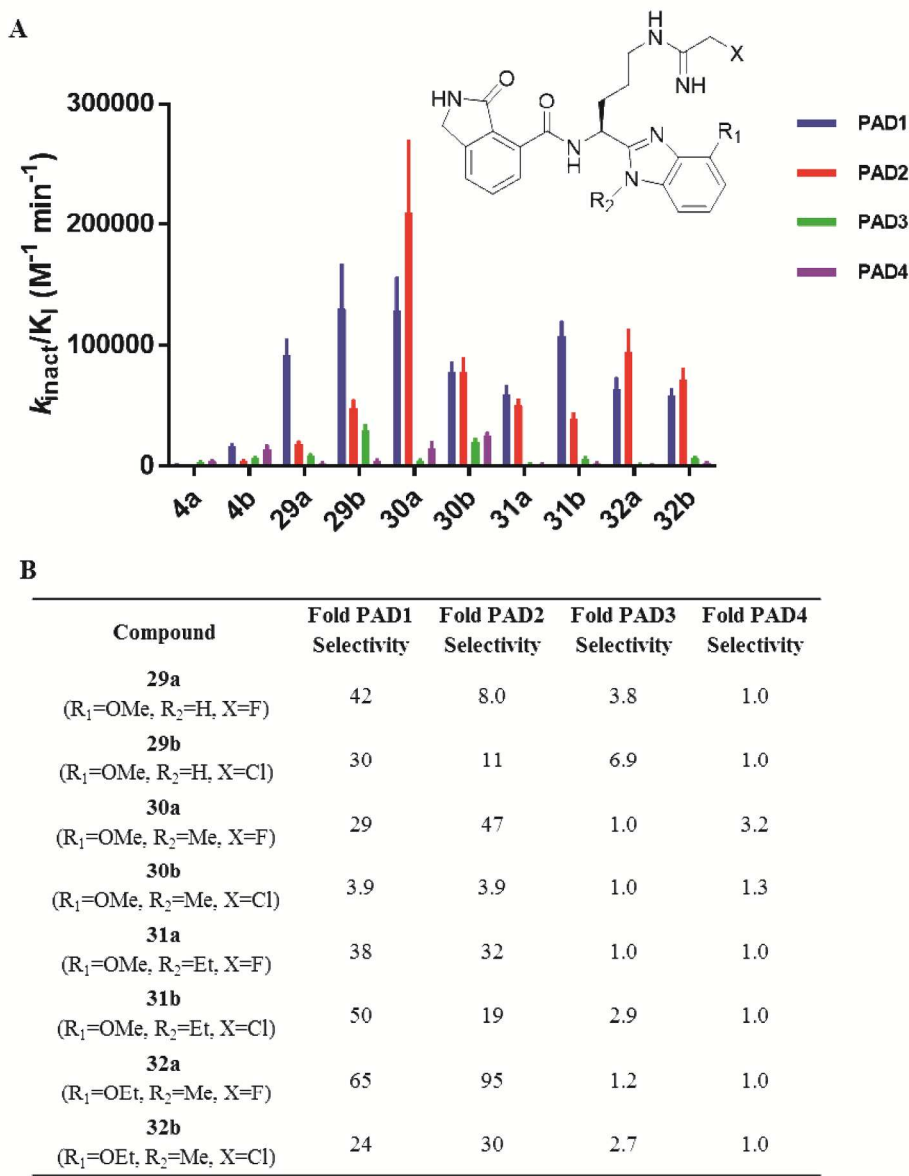 A
300000
200000
100000
0
k_inact/K_I (M⁻¹ min⁻¹)
4a 4b 29a 29b 30a 30b 31a 31b 32a 32b
H
N
X
NH
O
HN
O
N
H
N
R₁
N
R₂
PAD1
PAD2
PAD3
PAD4
B
Compound Fold PAD1 Selectivity Fold PAD2 Selectivity Fold PAD3 Selectivity Fold PAD4 Selectivity
29a
(R₁=OMe, R₂=H, X=F) 42 8.0 3.8 1.0
29b
(R₁=OMe, R₂=H, X=Cl) 30 11 6.9 1.0
30a
(R₁=OMe, R₂=Me, X=F) 29 47 1.0 3.2
30b
(R₁=OMe, R₂=Me, X=Cl) 3.9 3.9 1.0 1.3
31a
(R₁=OMe, R₂=Et, X=F) 38 32 1.0 1.0
31b
(R₁=OMe, R₂=Et, X=Cl) 50 19 2.9 1.0
32a
(R₁=OEt, R₂=Me, X=F) 65 95 1.2 1.0
32b
(R₁=OEt, R₂=Me, X=Cl) 24 30 2.7 1.0